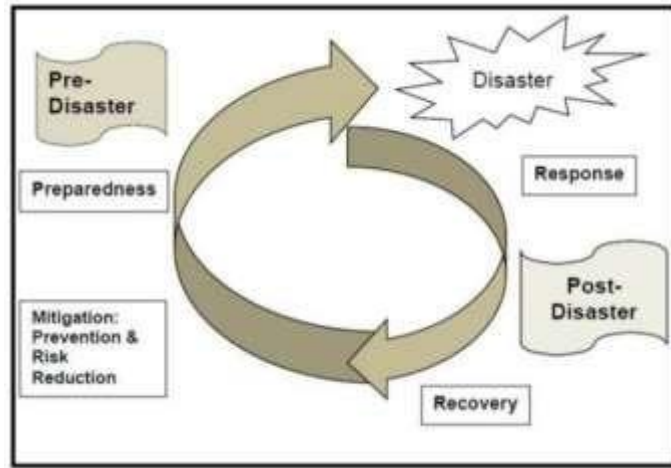 Pre-
Disaster
Disaster
Preparedness
Response
Post-
Disaster
Mitigation:
Prevention &
Risk
Reduction
Recovery